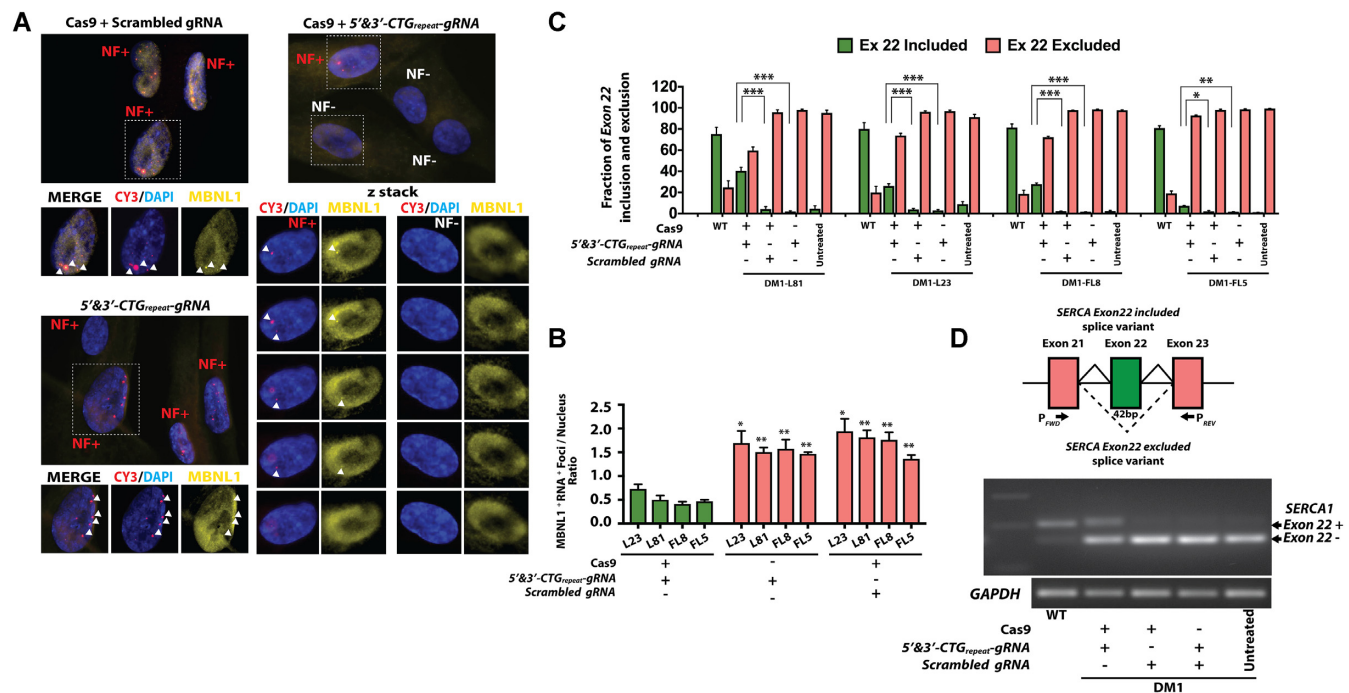 A
Cas9 + Scrambled gRNA
NF+
NF+
NF+
MERGE CY3/DAPI MBNL1
5'&3'-CTGrepeat-gRNA
NF+
NF+
NF+
NF+
MERGE CY3/DAPI MBNL1
Cas9 + 5'&3'-CTGrepeat-gRNA
NF+
NF-
NF-
NF-
z stack
CY3/DAPI MBNL1 CY3/DAPI MBNL1
NF+ NF-
B
MBNL1 + RNA + Foci / Nucleus
Ratio
2.5
2.0
1.5
1.0
0.5
0.0
* ** ** ** * ** ** **
L23 L81 FL8 FL5 L23 L81 FL8 FL5 L23 L81 FL8 FL5
Cas9 + - +
5'&3'-CTGrepeat-gRNA + + -
Scrambled gRNA - - +
C
Ex 22 Included Ex 22 Excluded
Fraction of Exon 22
inclusion and exclusion
120
100
80
60
40
20
0
*** *** *** **
*** *** *** *
Cas9 WT + + - Untreated WT + + - Untreated WT + + - Untreated WT + + - Untreated
5'&3'-CTGrepeat-gRNA + - + + - + + - + + - +
Scrambled gRNA + + + +
DM1-L81 DM1-L23 DM1-FL8 DM1-FL5
D
SERCA Exon22 included
splice variant
Exon 21 Exon 22 Exon 23
42bp
PFWD PREV
SERCA Exon22 excluded
splice variant
SERCA1
Exon 22 +
Exon 22 -
GAPDH
WT
Cas9 + + - Untreated
5'&3'-CTGrepeat-gRNA + - +
Scrambled gRNA - + +
DM1